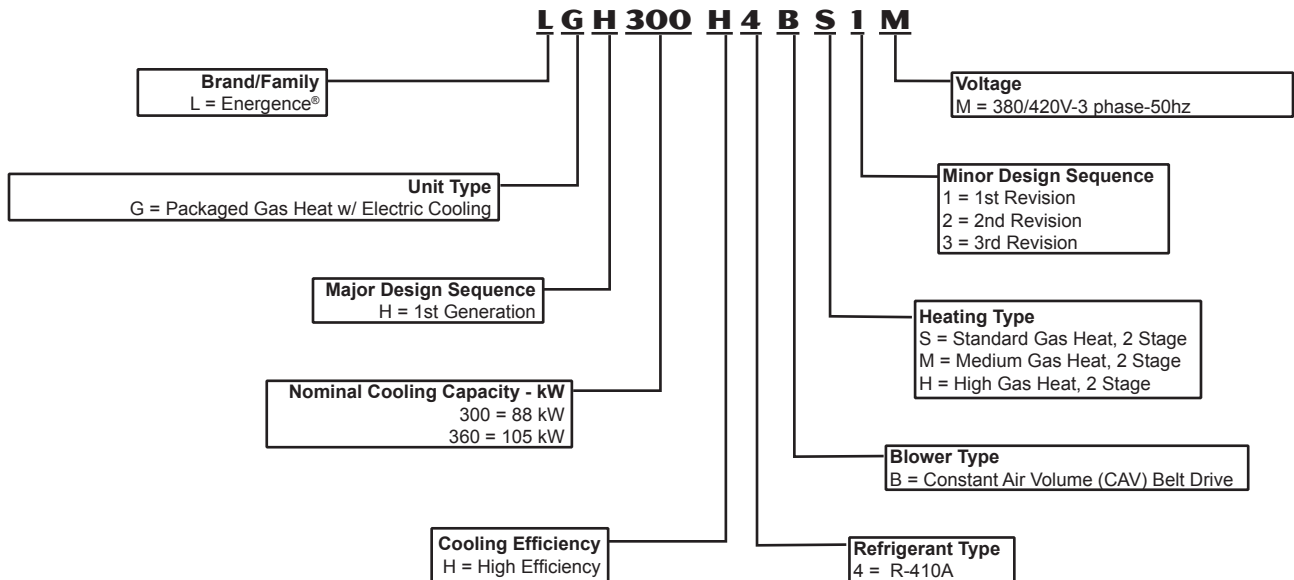 L G H 300 H 4 B S 1 M
Brand/Family
L = Energence®
Voltage
M = 380/420V-3 phase-50hz
Unit Type
G = Packaged Gas Heat w/ Electric Cooling
Minor Design Sequence
1 = 1st Revision
2 = 2nd Revision
3 = 3rd Revision
Major Design Sequence
H = 1st Generation
Heating Type
S = Standard Gas Heat, 2 Stage
M = Medium Gas Heat, 2 Stage
H = High Gas Heat, 2 Stage
Nominal Cooling Capacity - kW
300 = 88 kW
360 = 105 kW
Blower Type
B = Constant Air Volume (CAV) Belt Drive
Cooling Efficiency
H = High Efficiency
Refrigerant Type
4 = R-410A